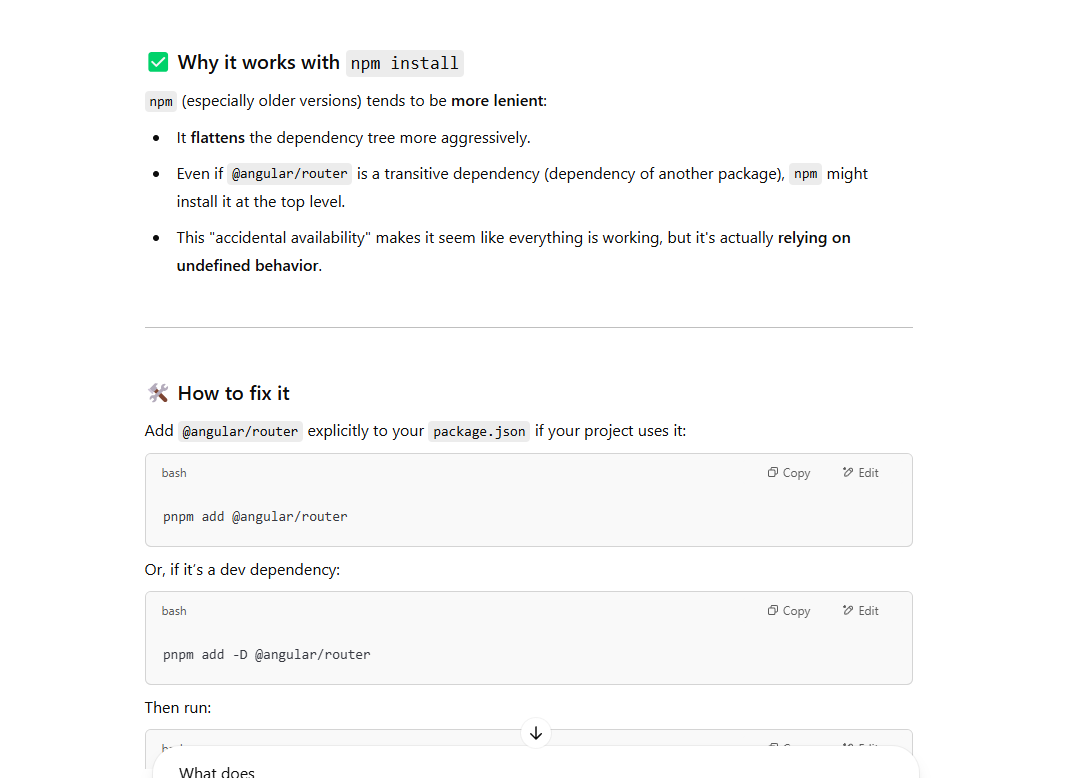 ✅ Why it works with npm install
npm (especially older versions) tends to be more lenient:
• It flattens the dependency tree more aggressively.
• Even if @angular/router is a transitive dependency (dependency of another package), npm might
install it at the top level.
• This "accidental availability" makes it seem like everything is working, but it's actually relying on
undefined behavior.
🛠 How to fix it
Add @angular/router explicitly to your package.json if your project uses it:
bash Copy Edit
pnpm add @angular/router
Or, if it's a dev dependency:
bash Copy Edit
pnpm add -D @angular/router
Then run:
What does